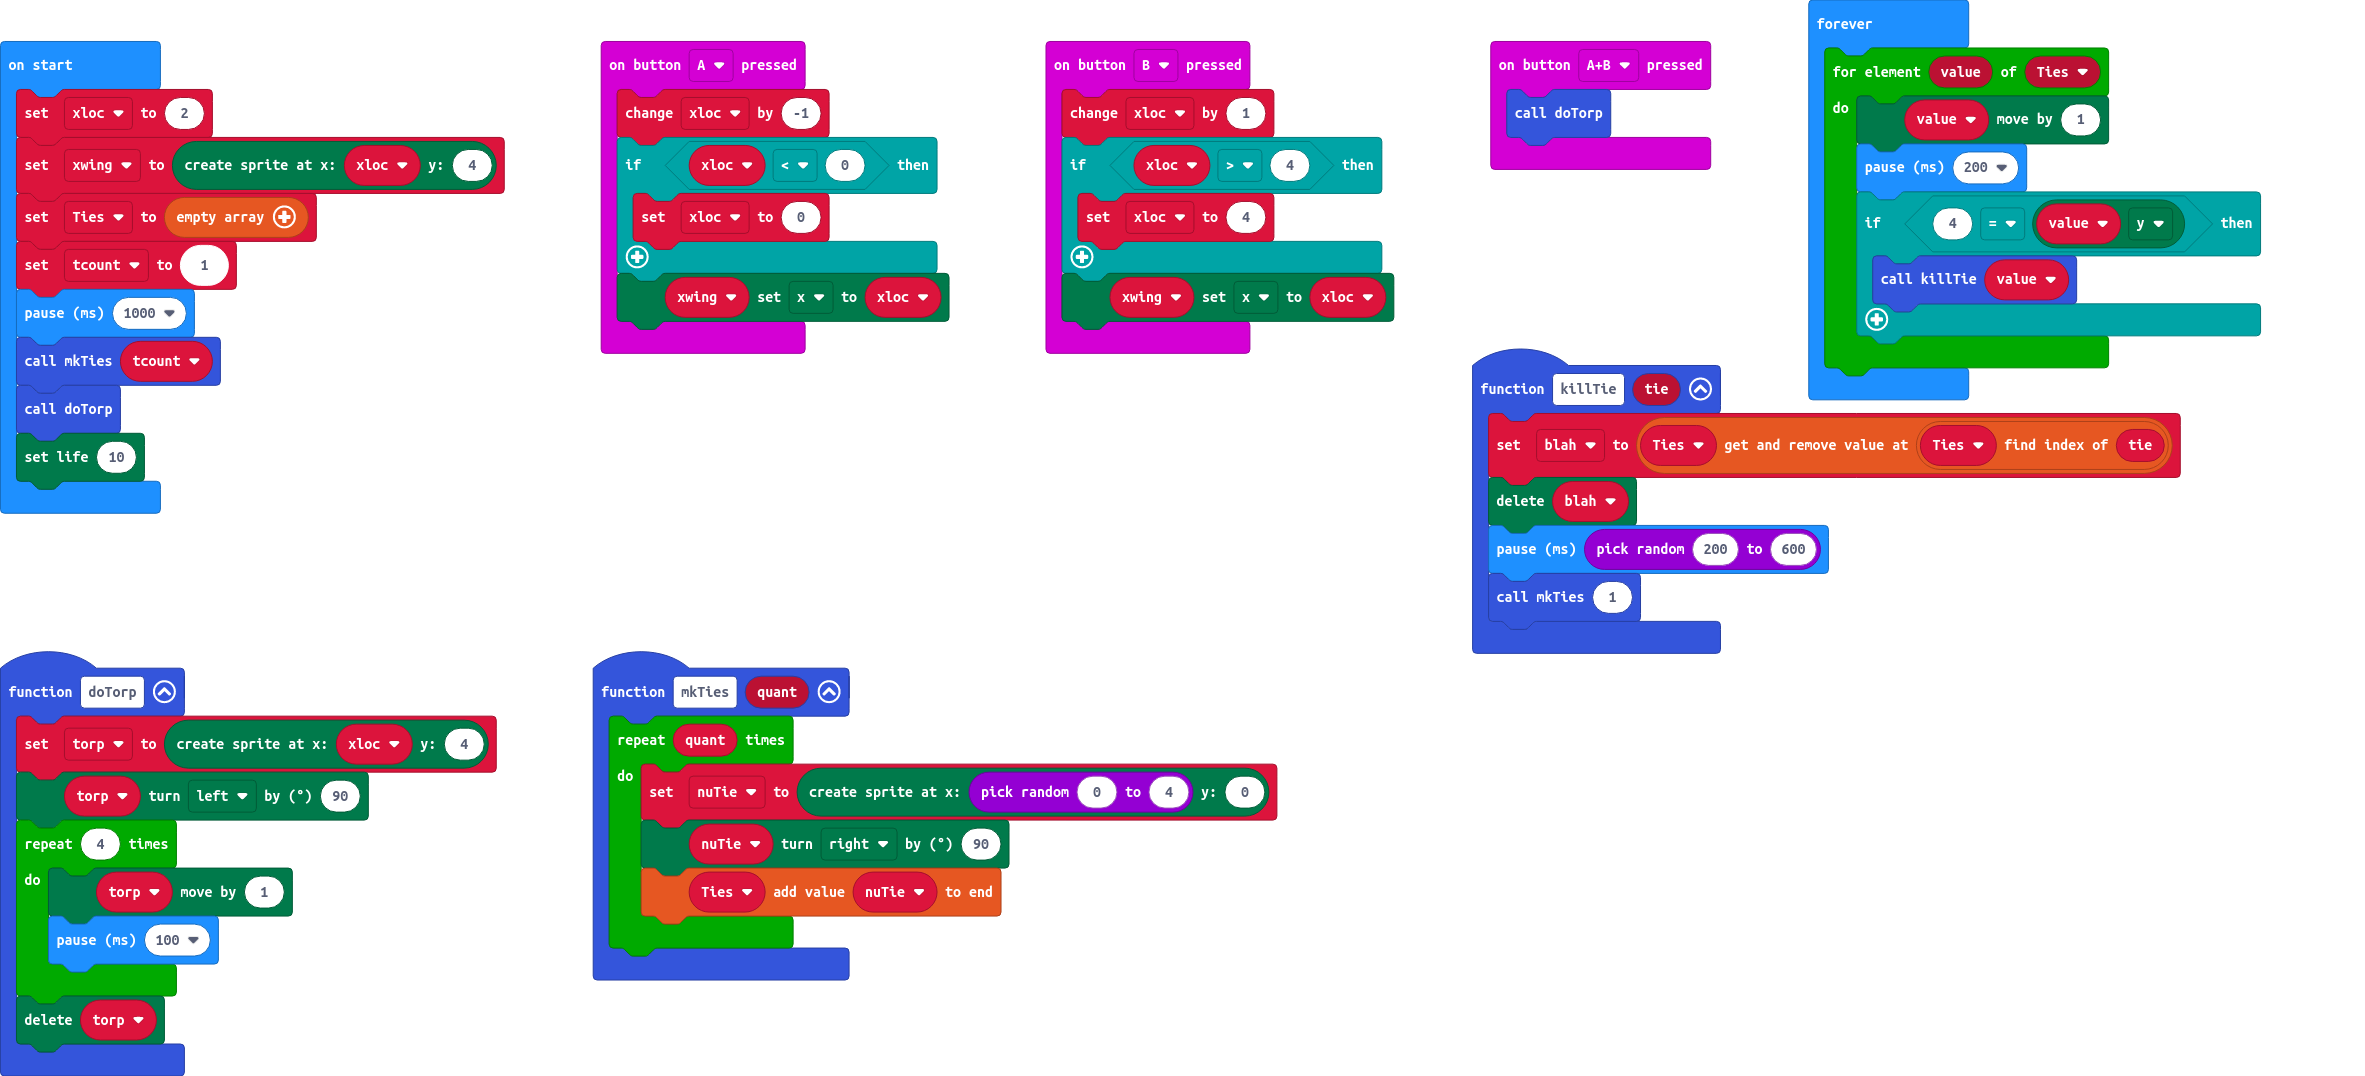 on start
set xloc to 2
set xwing to create sprite at x: xloc y: 4
set Ties to empty array
set tcount to 1
pause (ms) 1000
call mkTies tcount
call doTorp
set life 10
on button A pressed
change xloc by -1
if xloc < 0 then
set xloc to 0
xwing set x to xloc
on button B pressed
change xloc by 1
if xloc > 4 then
set xloc to 4
xwing set x to xloc
on button A+B pressed
call doTorp
forever
for element value of Ties
do
value move by 1
pause (ms) 200
if 4 = value y then
call killTie value
function killTie tie
set blah to Ties get and remove value at Ties find index of tie
delete blah
pause (ms) pick random 200 to 600
call mkTies 1
function doTorp
set torp to create sprite at x: xloc y: 4
torp turn left by (°) 90
repeat 4 times
do
torp move by 1
pause (ms) 100
delete torp
function mkTies quant
repeat quant times
do
set nuTie to create sprite at x: pick random 0 to 4 y: 0
nuTie turn right by (°) 90
Ties add value nuTie to end